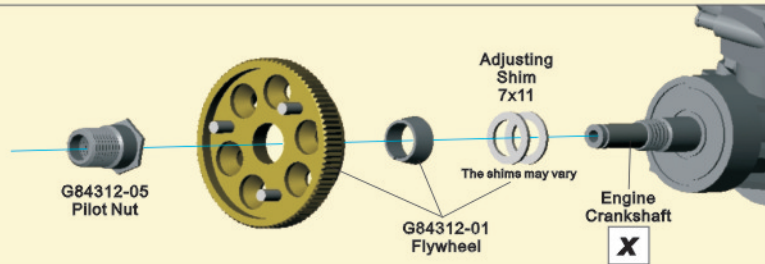 Adjusting
Shim
7x11
The shims may vary
G84312-05
Pilot Nut
G84312-01
Flywheel
Engine
Crankshaft
X